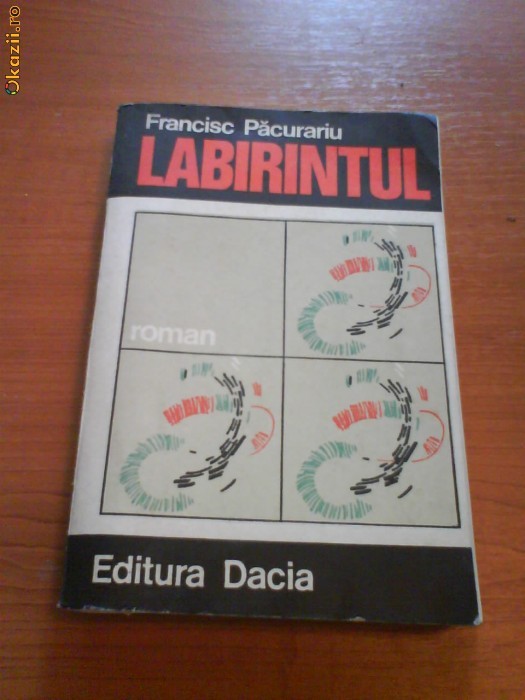 Okazii.ro
Francisc Păcurariu
LABIRINTUL
roman
Editura Dacia